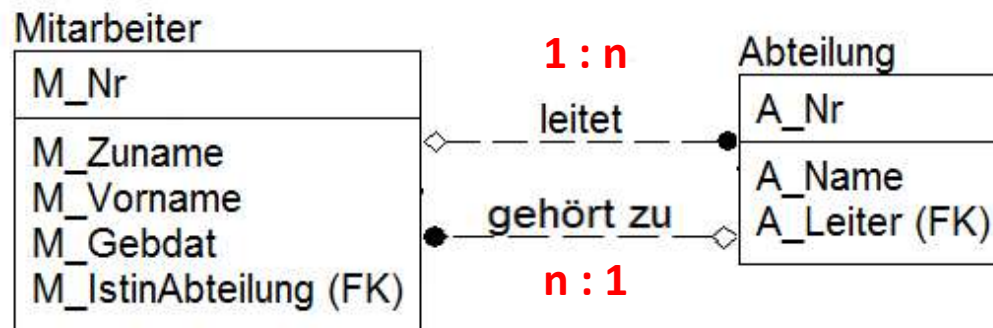 Mitarbeiter
M_Nr
M_Zuname
M_Vorname
M_Gebdat
M_IstinAbteilung (FK)
1 : n
leitet
gehört zu
n : 1
Abteilung
A_Nr
A_Name
A_Leiter (FK)